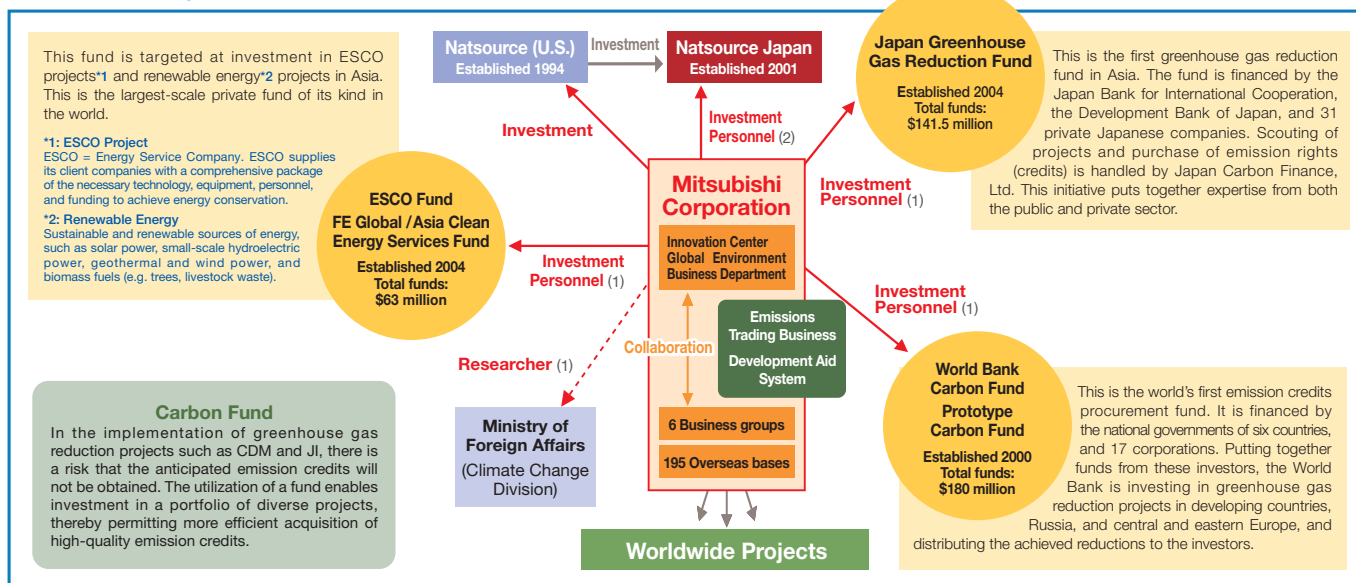 This fund is targeted at investment in ESCO
projects*1 and renewable energy*2 projects in Asia.
This is the largest-scale private fund of its kind in
the world.
*1: ESCO Project
ESCO = Energy Service Company. ESCO supplies
its client companies with a comprehensive package
of the necessary technology, equipment, personnel,
and funding to achieve energy conservation.
*2: Renewable Energy
Sustainable and renewable sources of energy,
such as solar power, small-scale hydroelectric
power, geothermal and wind power, and
biomass fuels (e.g. trees, livestock waste).
ESCO Fund
FE Global /Asia Clean
Energy Services Fund
Established 2004
Total funds:
$63 million
Natsource (U.S.)
Established 1994
Investment
Natsource Japan
Established 2001
Investment
Investment
Personnel (2)
Japan Greenhouse
Gas Reduction Fund
Established 2004
Total funds:
$141.5 million
This is the first greenhouse gas reduction
fund in Asia. The fund is financed by the
Japan Bank for International Cooperation,
the Development Bank of Japan, and 31
private Japanese companies. Scouting of
projects and purchase of emission rights
(credits) is handled by Japan Carbon Finance,
Ltd. This initiative puts together expertise from both
the public and private sector.
Investment
Personnel (1)
Mitsubishi
Corporation
Innovation Center
Global Environment
Business Department
Investment
Personnel (1)
Investment
Personnel (1)
Emissions
Trading Business
Development Aid
System
Collaboration
6 Business groups
195 Overseas bases
Researcher (1)
Ministry of
Foreign Affairs
(Climate Change
Division)
Worldwide Projects
Carbon Fund
In the implementation of greenhouse gas
reduction projects such as CDM and JI, there is
a risk that the anticipated emission credits will
not be obtained. The utilization of a fund enables
investment in a portfolio of diverse projects,
thereby permitting more efficient acquisition of
high-quality emission credits.
World Bank
Carbon Fund
Prototype
Carbon Fund
Established 2000
Total funds:
$180 million
This is the world's first emission credits
procurement fund. It is financed by
the national governments of six countries,
and 17 corporations. Putting together
funds from these investors, the World
Bank is investing in greenhouse gas
reduction projects in developing countries,
Russia, and central and eastern Europe, and
distributing the achieved reductions to the investors.